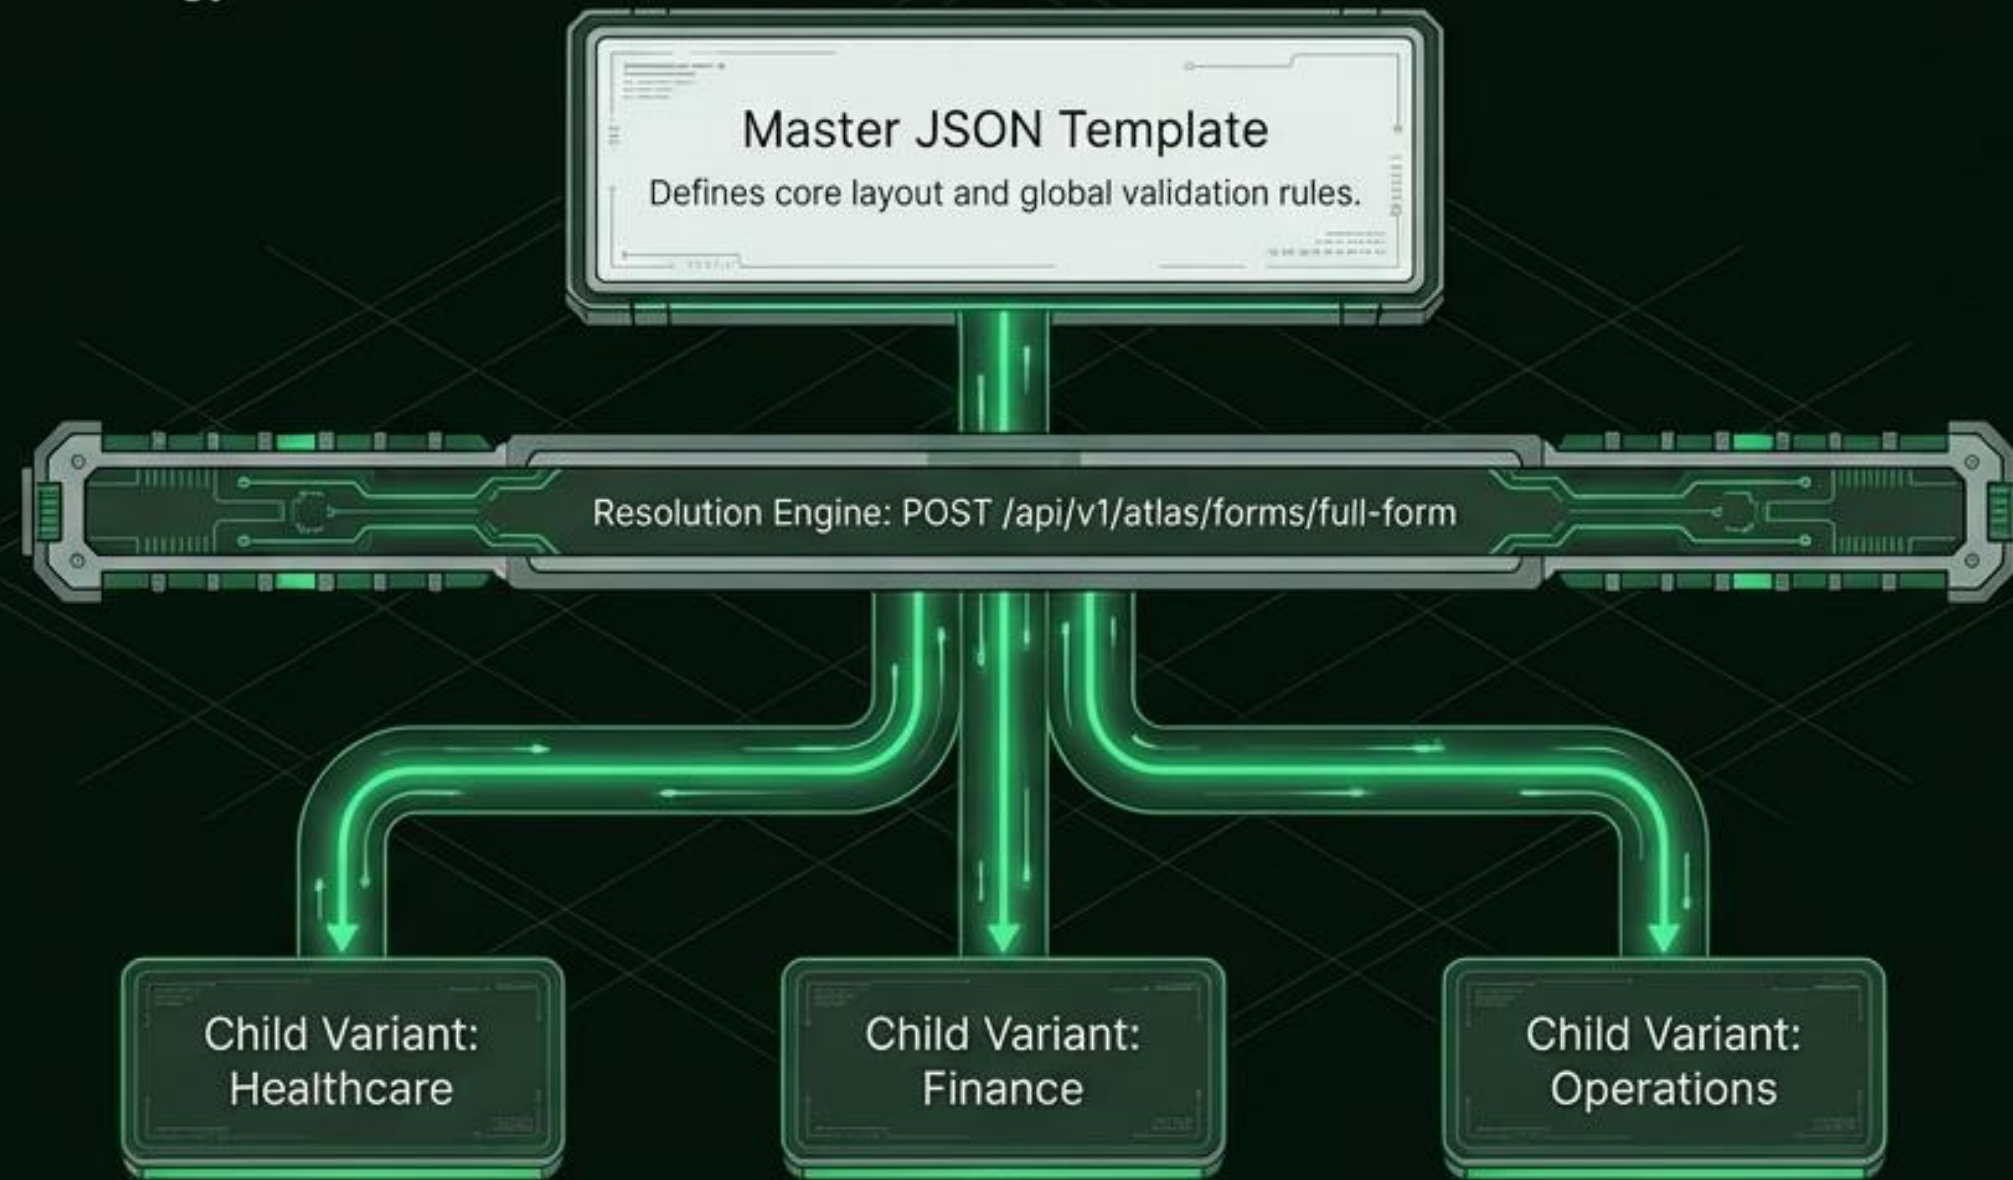 Master JSON Template
Defines core layout and global validation rules.
Resolution Engine: POST /api/v1/atlas/forms/full-form
Child Variant:
Healthcare
Child Variant:
Finance
Child Variant:
Operations